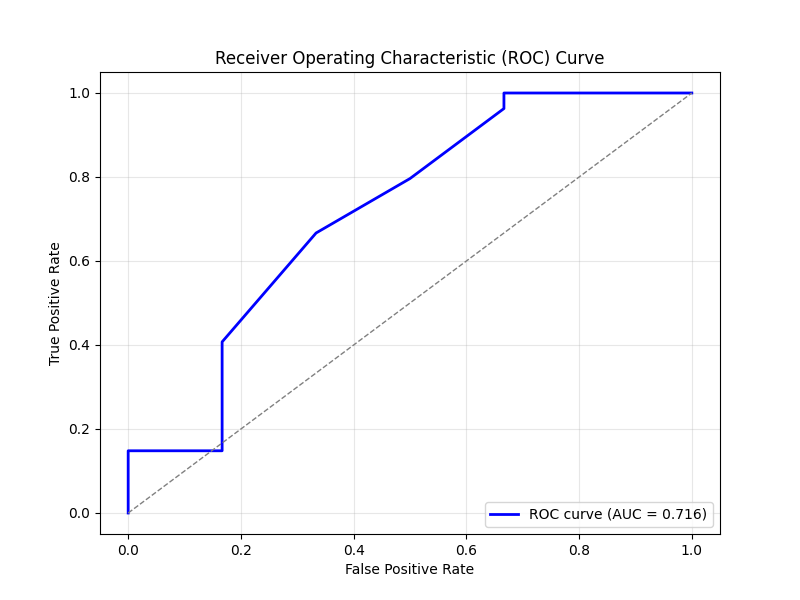 Receiver Operating Characteristic (ROC) Curve
True Positive Rate
1.0
0.8
0.6
0.4
0.2
0.0
ROC curve (AUC = 0.716)
0.0 0.2 0.4 0.6 0.8 1.0
False Positive Rate